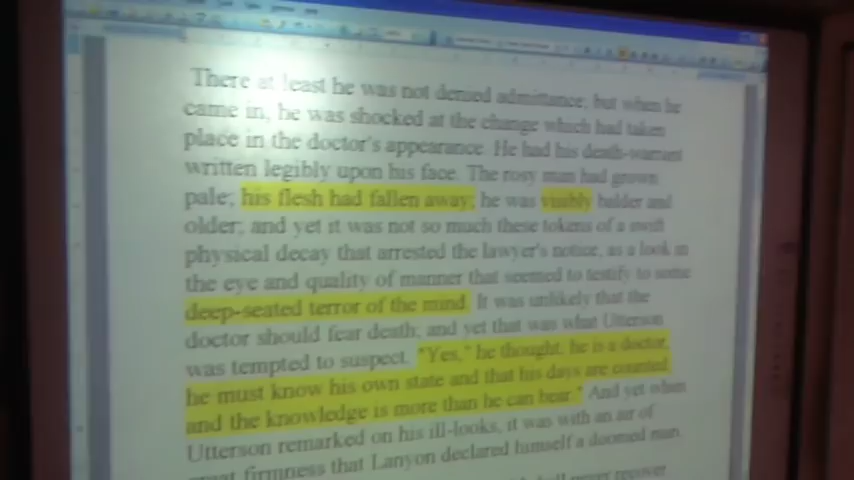 There at least he was not denied admittance; but when he
came in, he was shocked at the change which had taken
place in the doctor's appearance. He had his death-warrant
written legibly upon his face. The rosy man had grown
pale; his flesh had fallen away; he was visibly balder and
older; and yet it was not so much these tokens of a swift
physical decay that arrested the lawyer's notice, as a look in
the eye and quality of manner that seemed to testify to some
deep-seated terror of the mind. It was unlikely that the
doctor should fear death; and yet that was what Utterson
was tempted to suspect. "Yes," he thought; he is a doctor,
he must know his own state and that his days are counted;
and the knowledge is more than he can bear." And yet when
Utterson remarked on his ill-looks, it was with an air of
great firmness that Lanyon declared himself a doomed man.
shall never recover